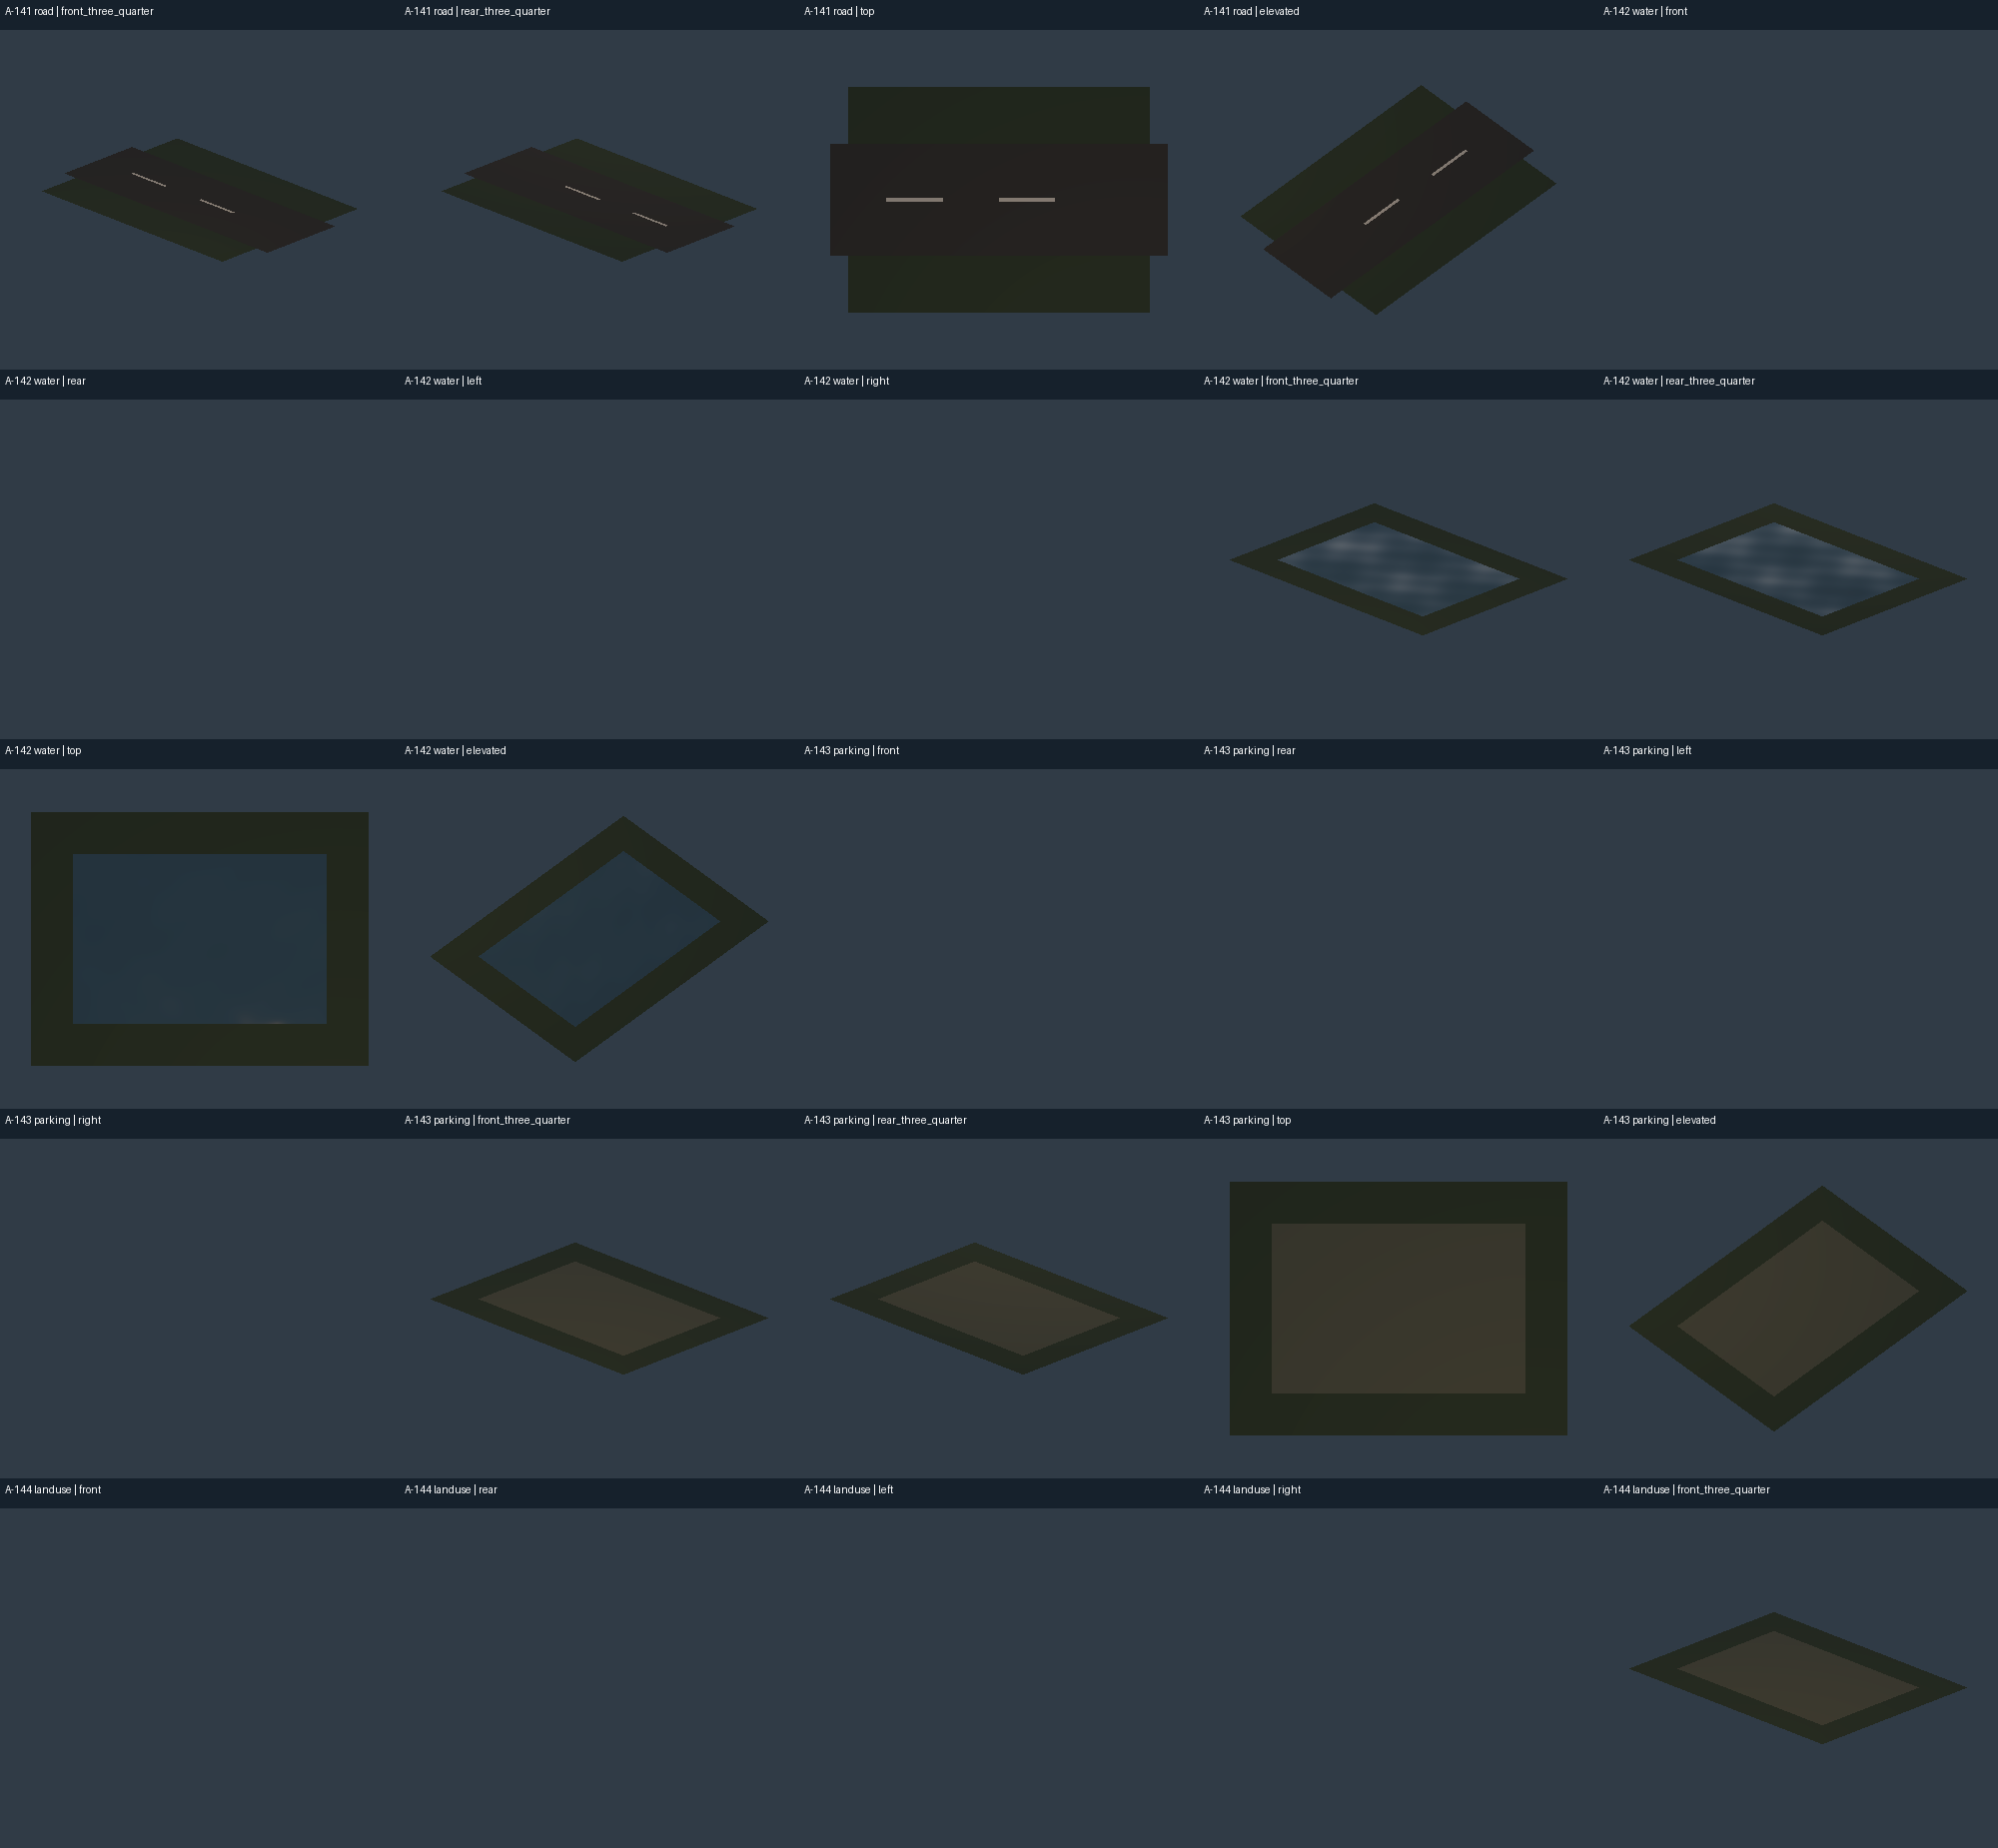 A-141 road | front_three_quarter
A-141 road | rear_three_quarter
A-141 road | top
A-141 road | elevated
A-142 water | front
A-142 water | rear
A-142 water | left
A-142 water | right
A-142 water | front_three_quarter
A-142 water | rear_three_quarter
A-142 water | top
A-142 water | elevated
A-143 parking | front
A-143 parking | rear
A-143 parking | left
A-143 parking | right
A-143 parking | front_three_quarter
A-143 parking | rear_three_quarter
A-143 parking | top
A-143 parking | elevated
A-144 landuse | front
A-144 landuse | rear
A-144 landuse | left
A-144 landuse | right
A-144 landuse | front_three_quarter